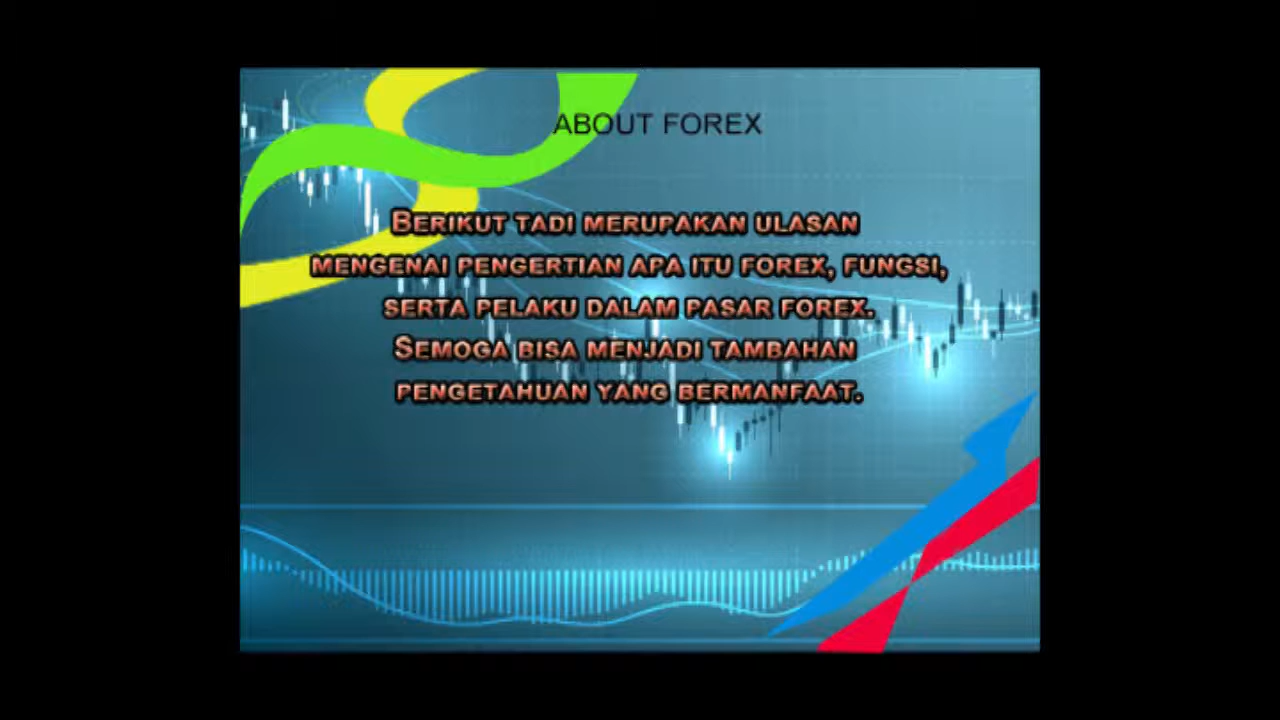 ABOUT FOREX
Berikut tadi merupakan ulasan
mengenai pengertian apa itu forex, fungsi,
serta pelaku dalam pasar forex.
Semoga bisa menjadi tambahan
pengetahuan yang bermanfaat.